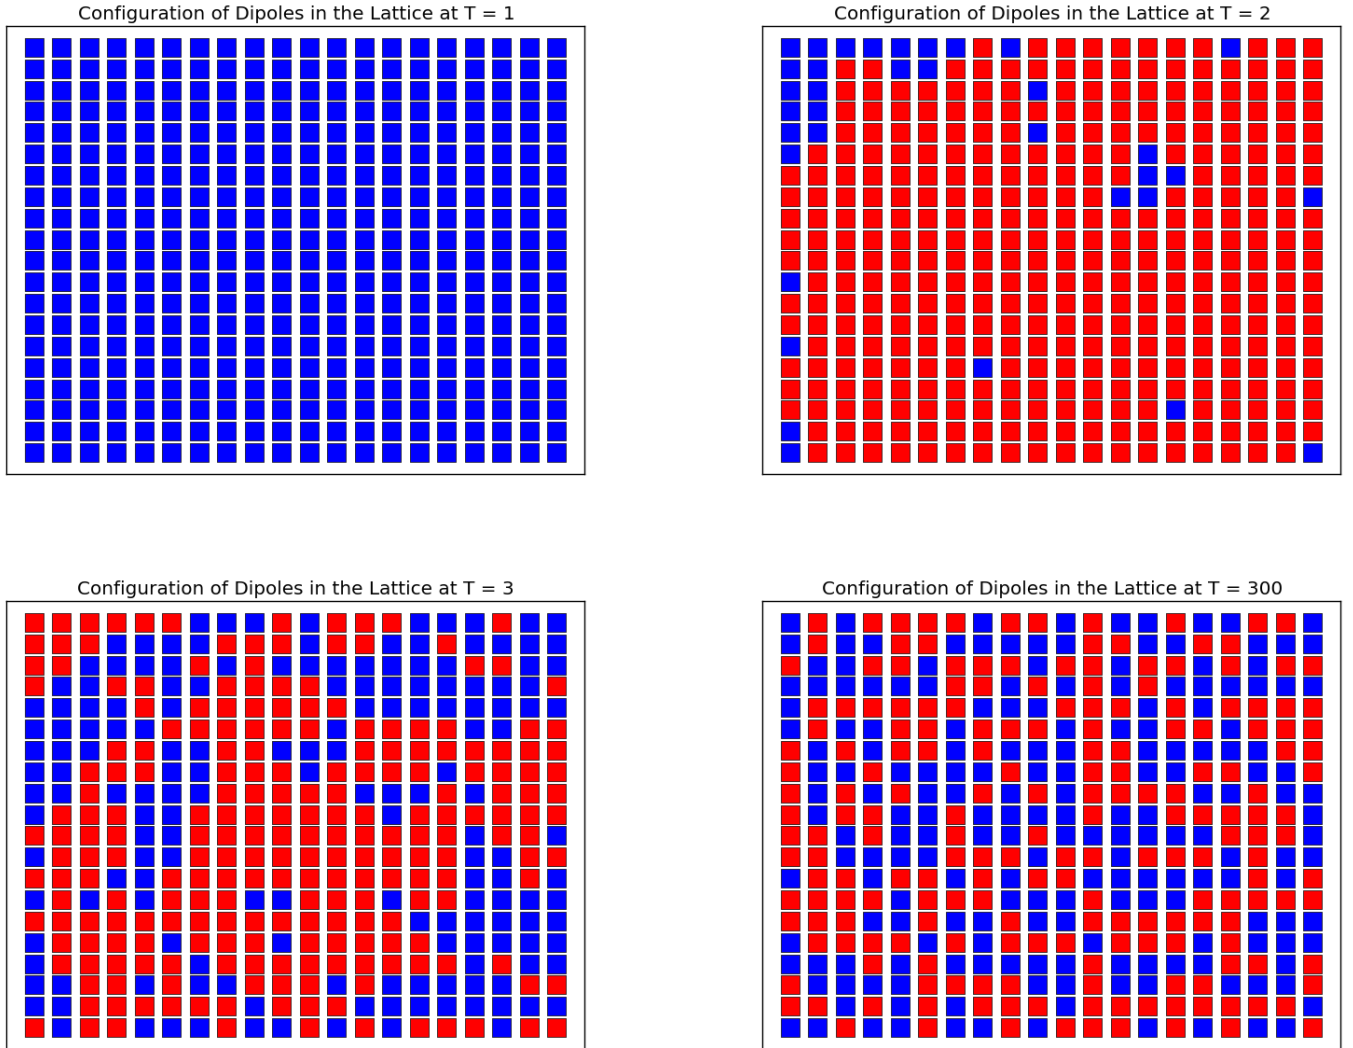 Configuration of Dipoles in the Lattice at T = 1
Configuration of Dipoles in the Lattice at T = 2
Configuration of Dipoles in the Lattice at T = 3
Configuration of Dipoles in the Lattice at T = 300